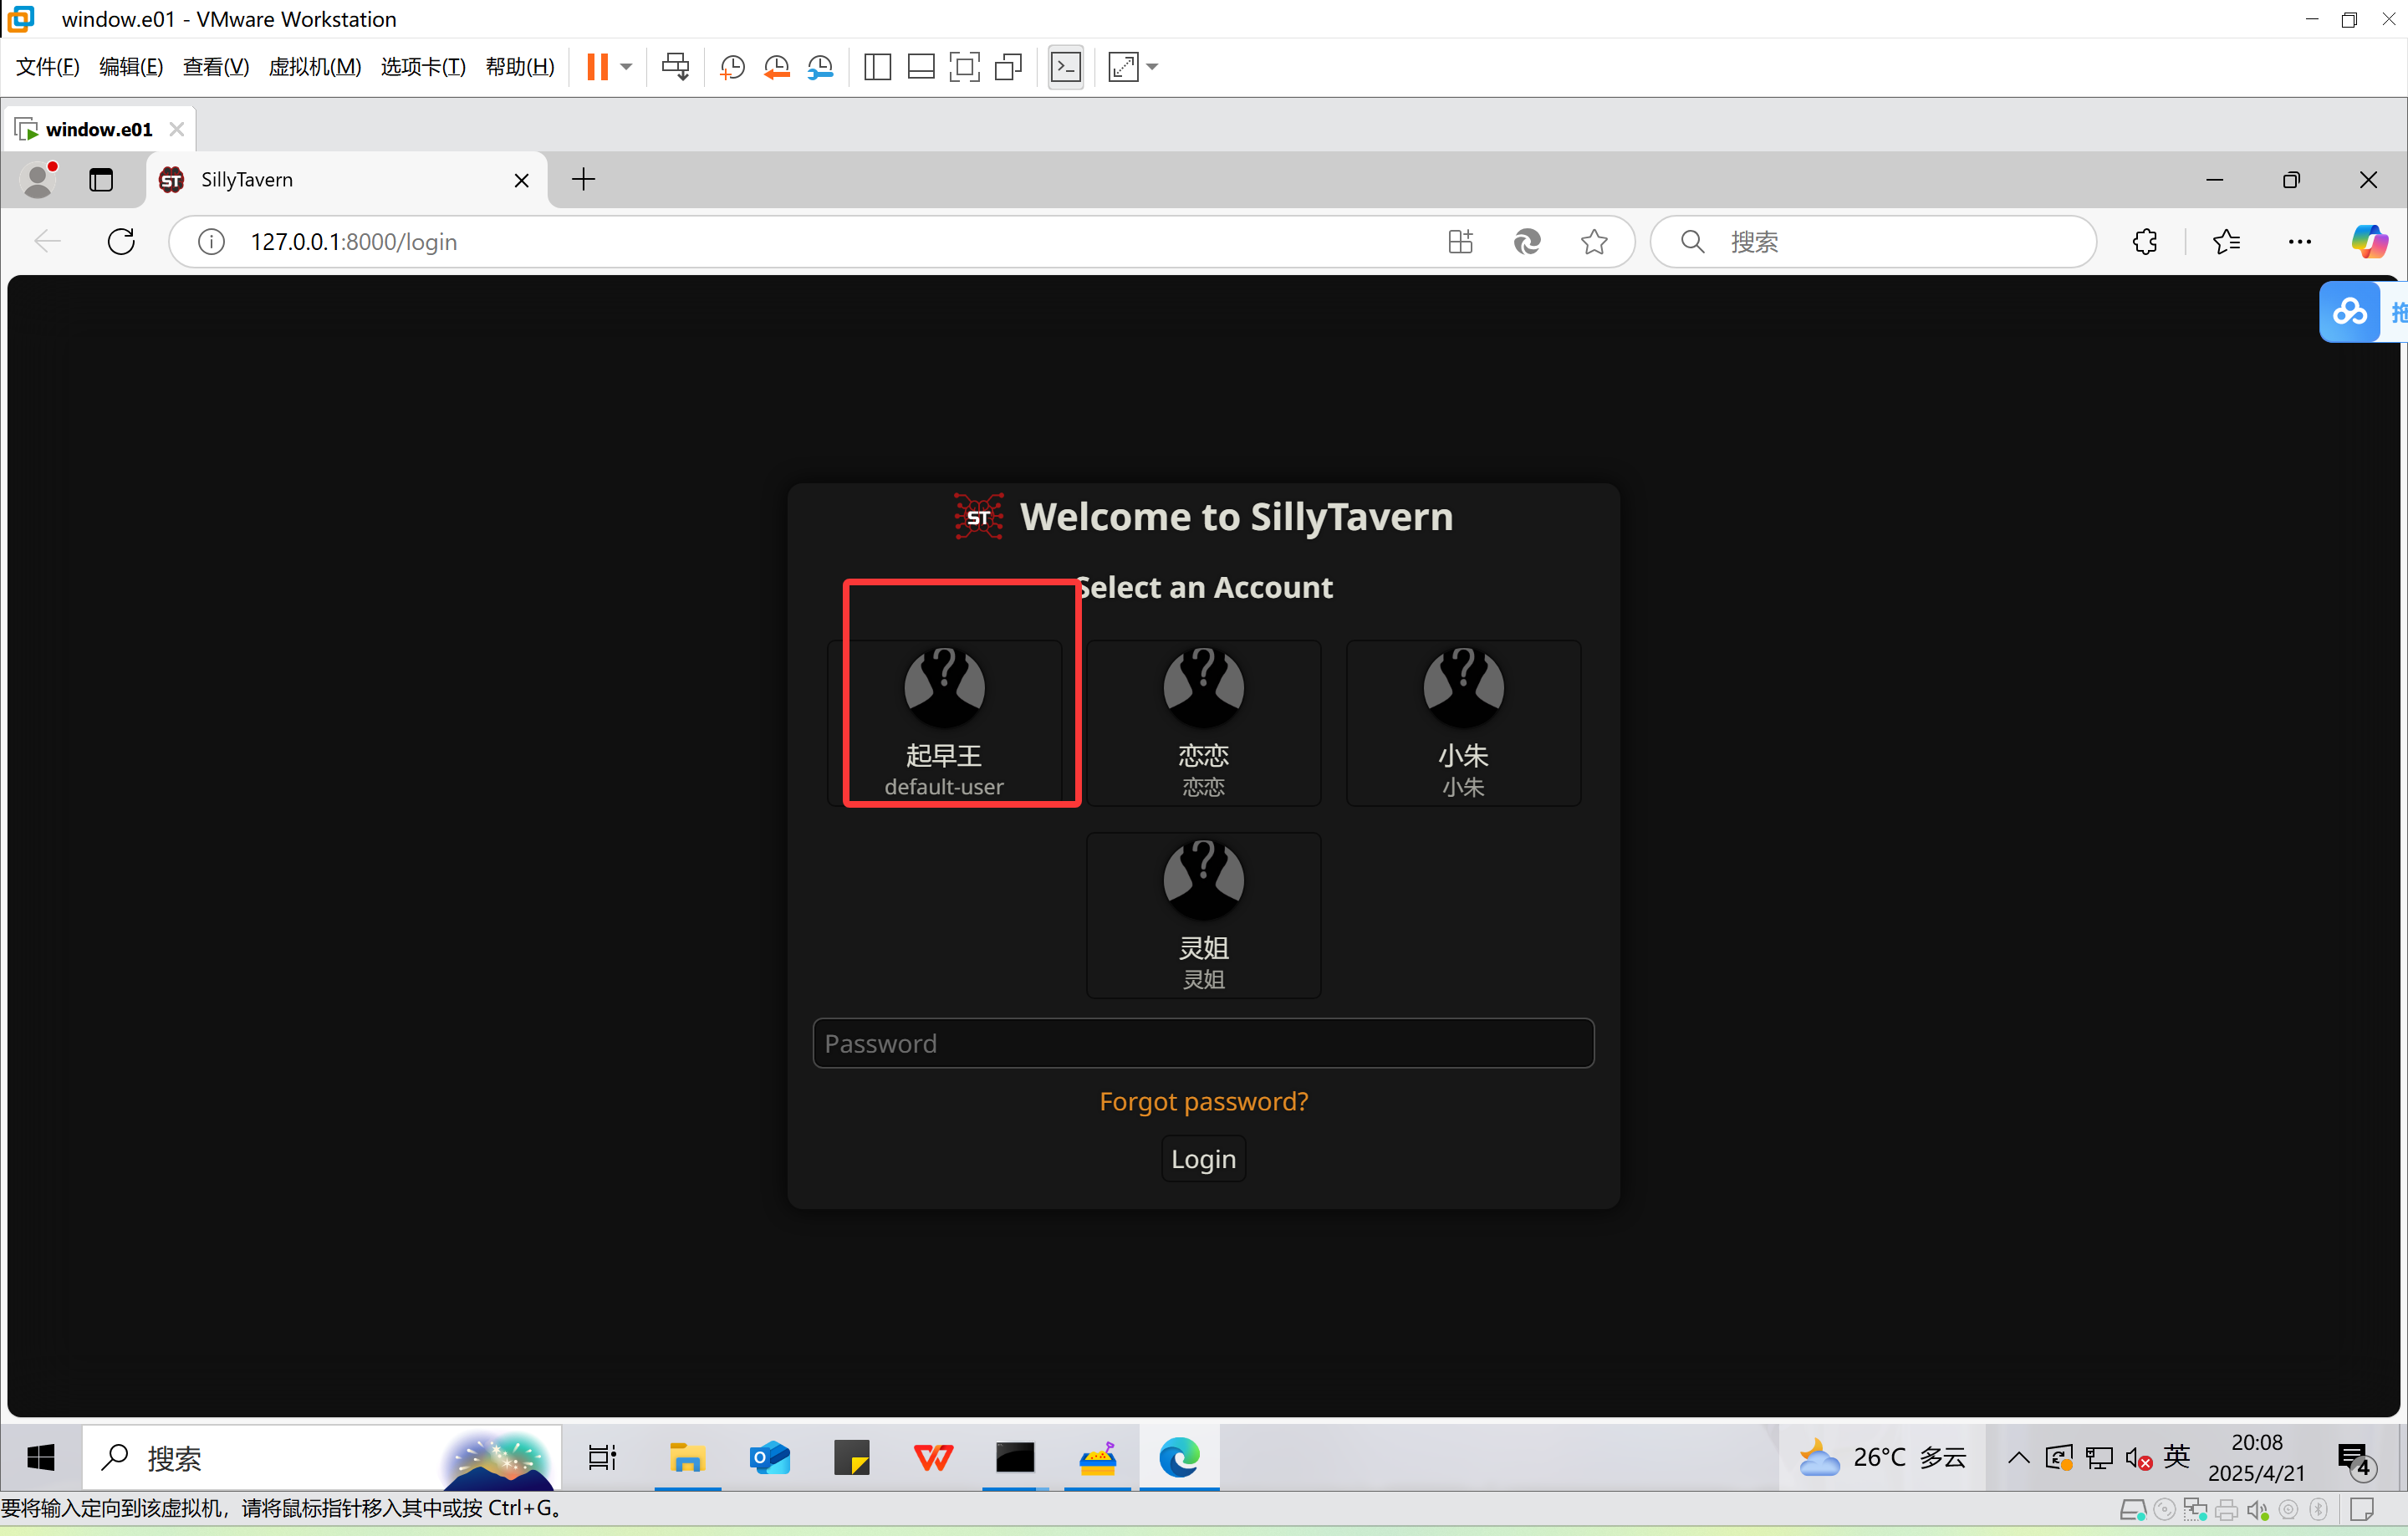 window.e01 - VMware Workstation
文件(F) 编辑(E) 查看(V) 虚拟机(M) 选项卡(T) 帮助(H)
window.e01
ST SillyTavern
127.0.0.1:8000/login
搜索
拖
ST Welcome to SillyTavern
Select an Account
起早王 恋恋 小朱
default-user 恋恋 小朱
灵姐
灵姐
Password
Forgot password?
Login
搜索
26°C 多云
英
20:08
2025/4/21
4
要将输入定向到该虚拟机，请将鼠标指针移入其中或按 Ctrl+G。